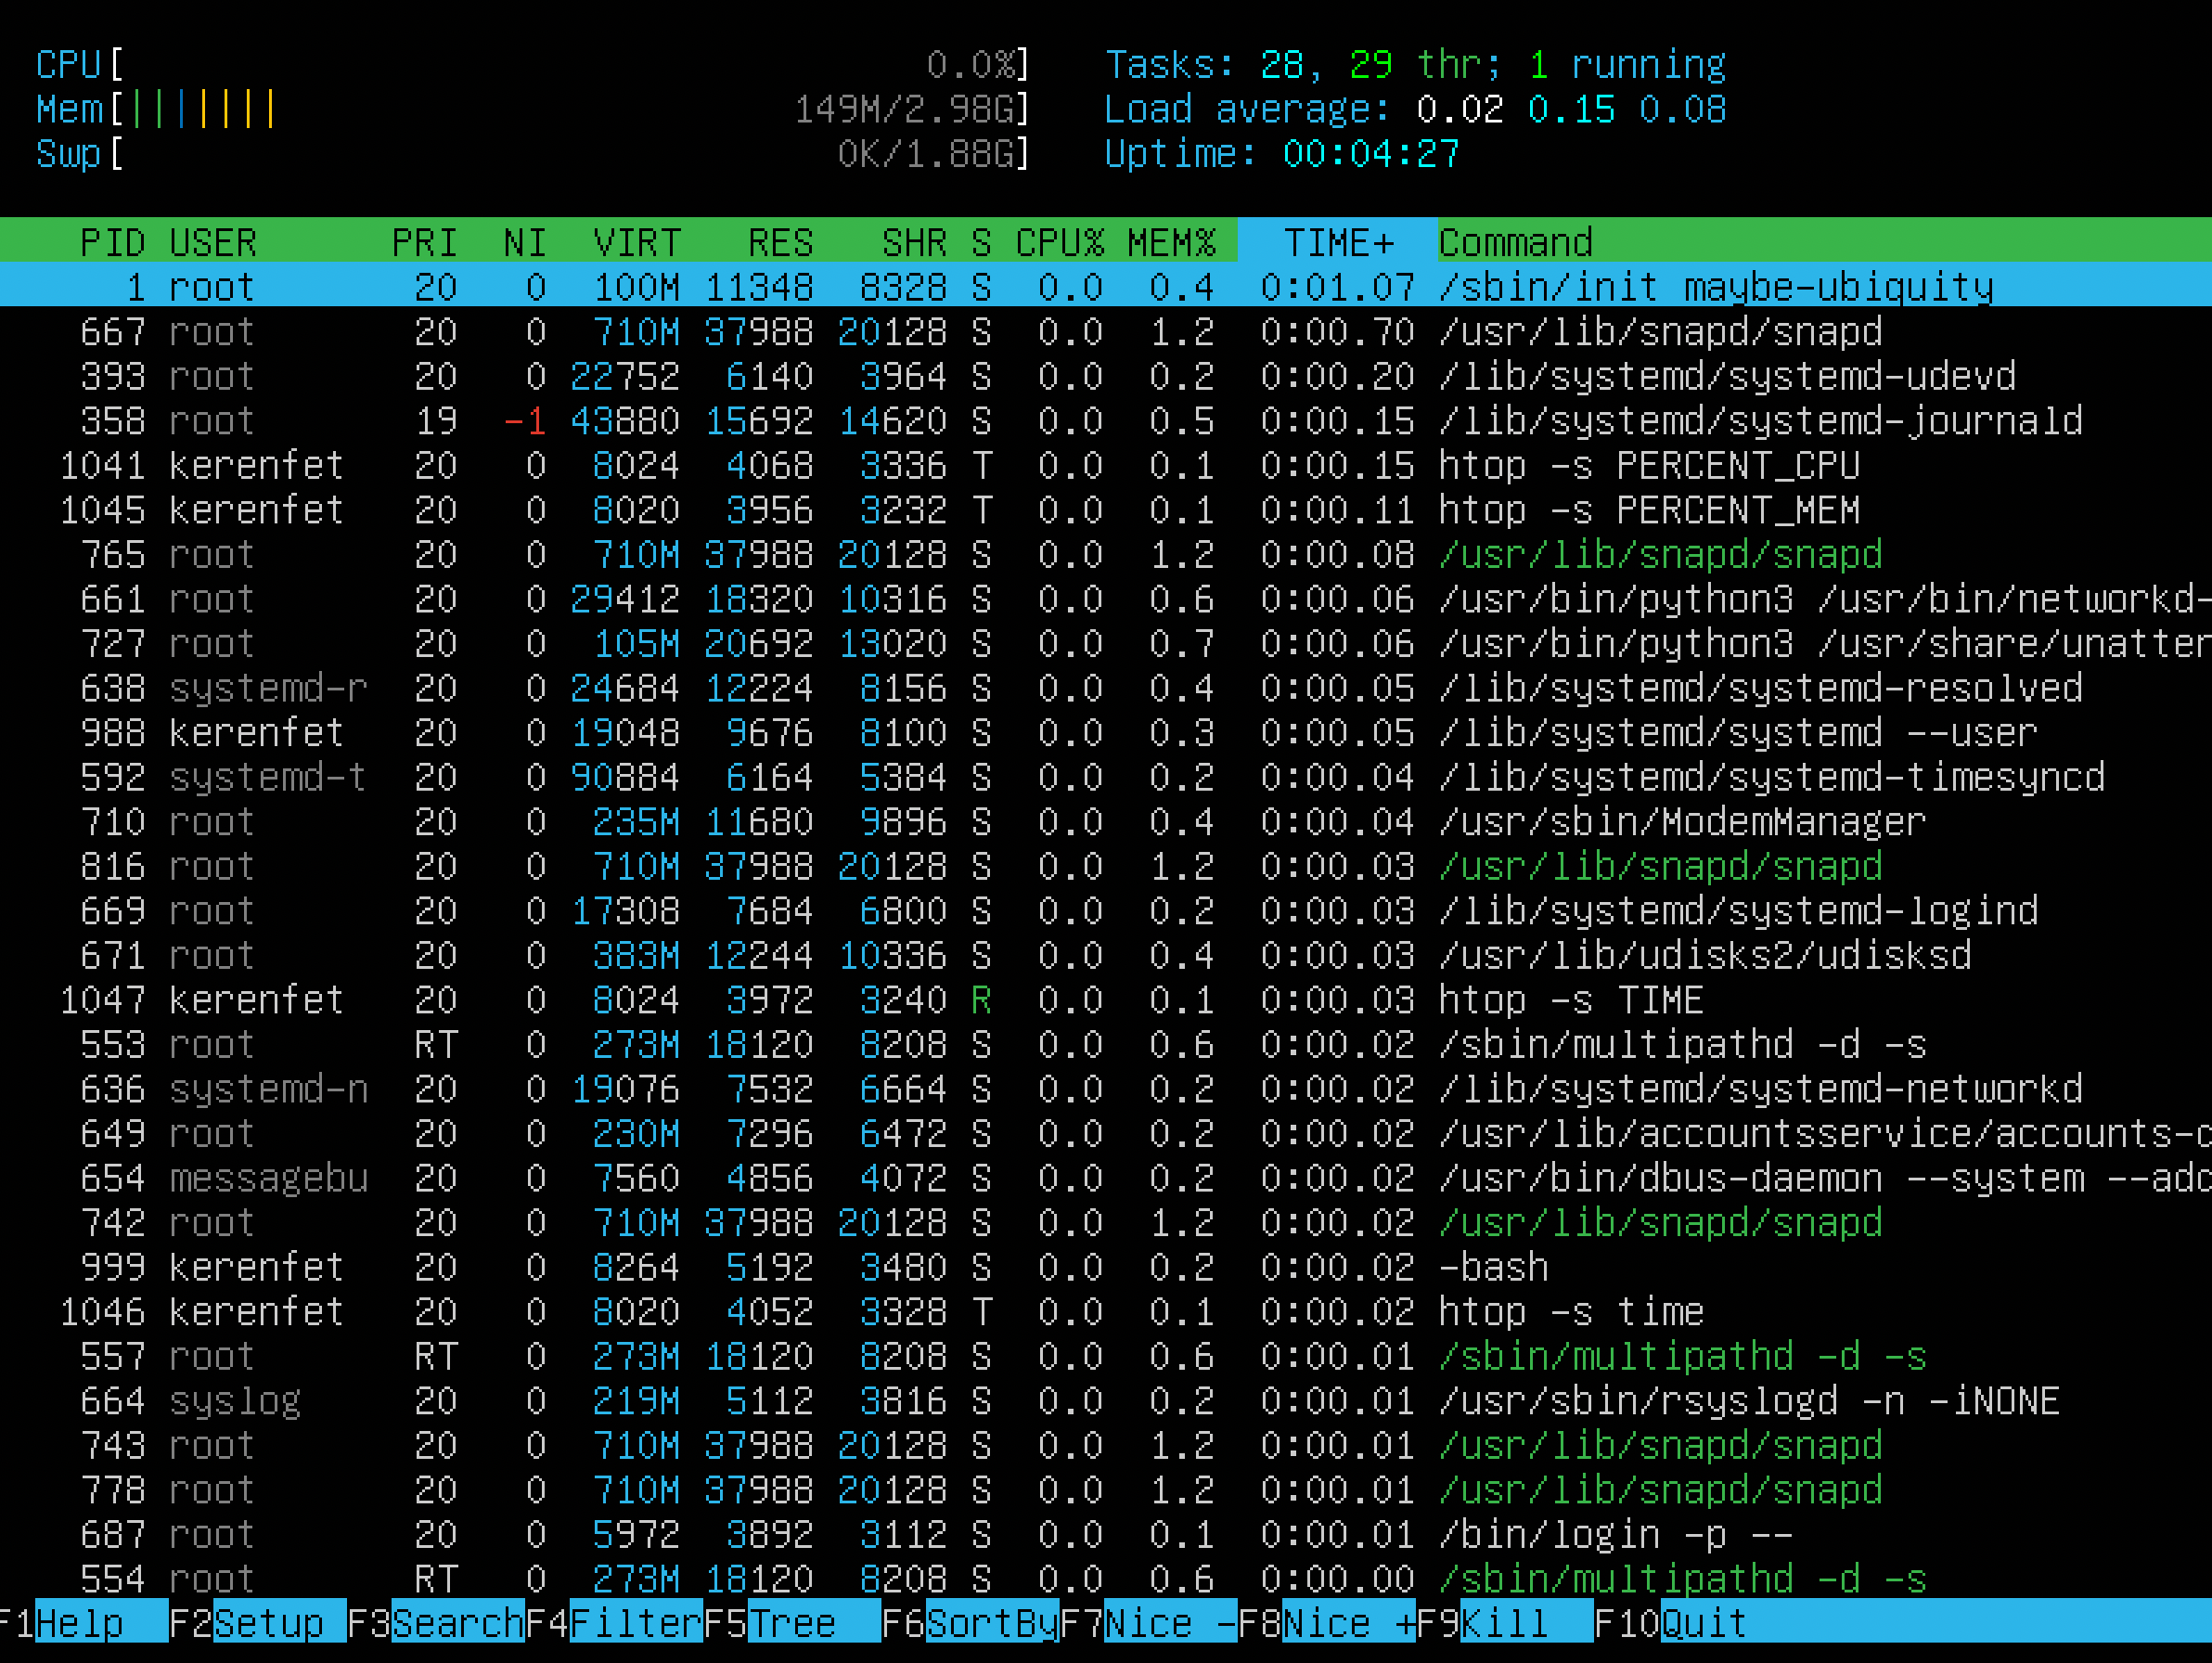 CPU[ 0.0%] Tasks: 28, 29 thr; 1 running
Mem[||||||| 149M/2.98G] Load average: 0.02 0.15 0.08
Swp[ 0K/1.88G] Uptime: 00:04:27
PID USER PRI NI VIRT RES SHR S CPU% MEM% TIME+ Command
1 root 20 0 100M 11348 8328 S 0.0 0.4 0:01.07 /sbin/init maybe-ubiquity
667 root 20 0 710M 37988 20128 S 0.0 1.2 0:00.70 /usr/lib/snapd/snapd
393 root 20 0 22752 6140 3964 S 0.0 0.2 0:00.20 /lib/systemd/systemd-udevd
358 root 19 -1 43880 15692 14620 S 0.0 0.5 0:00.15 /lib/systemd/systemd-journald
1041 kerenfet 20 0 8024 4068 3336 T 0.0 0.1 0:00.15 htop -s PERCENT_CPU
1045 kerenfet 20 0 8020 3956 3232 T 0.0 0.1 0:00.11 htop -s PERCENT_MEM
765 root 20 0 710M 37988 20128 S 0.0 1.2 0:00.08 /usr/lib/snapd/snapd
661 root 20 0 29412 18320 10316 S 0.0 0.6 0:00.06 /usr/bin/python3 /usr/bin/networkd-
727 root 20 0 105M 20692 13020 S 0.0 0.7 0:00.06 /usr/bin/python3 /usr/share/unatten
638 systemd-r 20 0 24684 12224 8156 S 0.0 0.4 0:00.05 /lib/systemd/systemd-resolved
988 kerenfet 20 0 19048 9676 8100 S 0.0 0.3 0:00.05 /lib/systemd/systemd --user
592 systemd-t 20 0 90884 6164 5384 S 0.0 0.2 0:00.04 /lib/systemd/systemd-timesyncd
710 root 20 0 235M 11680 9896 S 0.0 0.4 0:00.04 /usr/sbin/ModemManager
816 root 20 0 710M 37988 20128 S 0.0 1.2 0:00.03 /usr/lib/snapd/snapd
669 root 20 0 17308 7684 6800 S 0.0 0.2 0:00.03 /lib/systemd/systemd-logind
671 root 20 0 383M 12244 10336 S 0.0 0.4 0:00.03 /usr/lib/udisks2/udisksd
1047 kerenfet 20 0 8024 3972 3240 R 0.0 0.1 0:00.03 htop -s TIME
553 root RT 0 273M 18120 8208 S 0.0 0.6 0:00.02 /sbin/multipathd -d -s
636 systemd-n 20 0 19076 7532 6664 S 0.0 0.2 0:00.02 /lib/systemd/systemd-networkd
649 root 20 0 230M 7296 6472 S 0.0 0.2 0:00.02 /usr/lib/accountsservice/accounts-d
654 messagebu 20 0 7560 4856 4072 S 0.0 0.2 0:00.02 /usr/bin/dbus-daemon --system --add
742 root 20 0 710M 37988 20128 S 0.0 1.2 0:00.02 /usr/lib/snapd/snapd
999 kerenfet 20 0 8264 5192 3480 S 0.0 0.2 0:00.02 -bash
1046 kerenfet 20 0 8020 4052 3328 T 0.0 0.1 0:00.02 htop -s time
557 root RT 0 273M 18120 8208 S 0.0 0.6 0:00.01 /sbin/multipathd -d -s
664 syslog 20 0 219M 5112 3816 S 0.0 0.2 0:00.01 /usr/sbin/rsyslogd -n -iNONE
743 root 20 0 710M 37988 20128 S 0.0 1.2 0:00.01 /usr/lib/snapd/snapd
778 root 20 0 710M 37988 20128 S 0.0 1.2 0:00.01 /usr/lib/snapd/snapd
687 root 20 0 5972 3892 3112 S 0.0 0.1 0:00.01 /bin/login -p --
554 root RT 0 273M 18120 8208 S 0.0 0.6 0:00.00 /sbin/multipathd -d -s
F1Help F2Setup F3SearchF4FilterF5Tree F6SortByF7Nice -F8Nice +F9Kill F10Quit